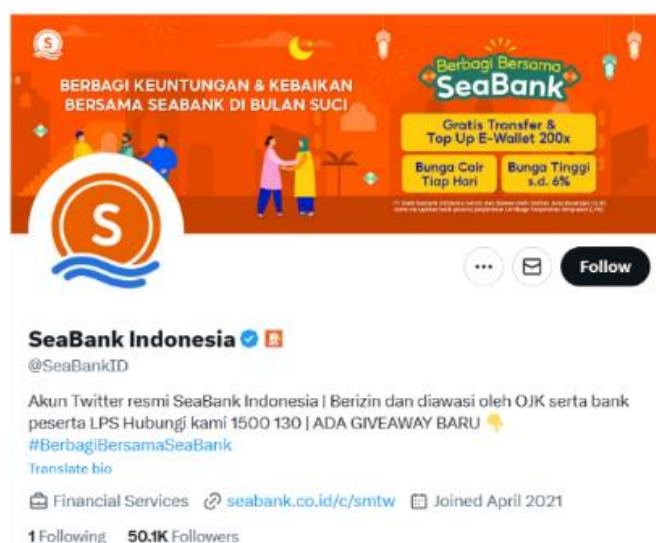 S
BERBAGI KEUNTUNGAN & KEBAIKAN
BERSAMA SEABANK DI BULAN SUCI
Berbagi Bersama
SeaBank
Gratis Transfer &
Top Up E-Wallet 200x
Bunga Cair
Tiap Hari
Bunga Tinggi
s.d. 6%
S
Follow
SeaBank Indonesia
@SeaBankID
Akun Twitter resmi SeaBank Indonesia | Berizin dan diawasi oleh OJK serta bank
peserta LPS Hubungi kami 1500 130 | ADA GIVEAWAY BARU 👇
#BerbagiBersamaSeaBank
Translate bio
Financial Services seabank.co.id/c/smtw Joined April 2021
1 Following 50.1K Followers